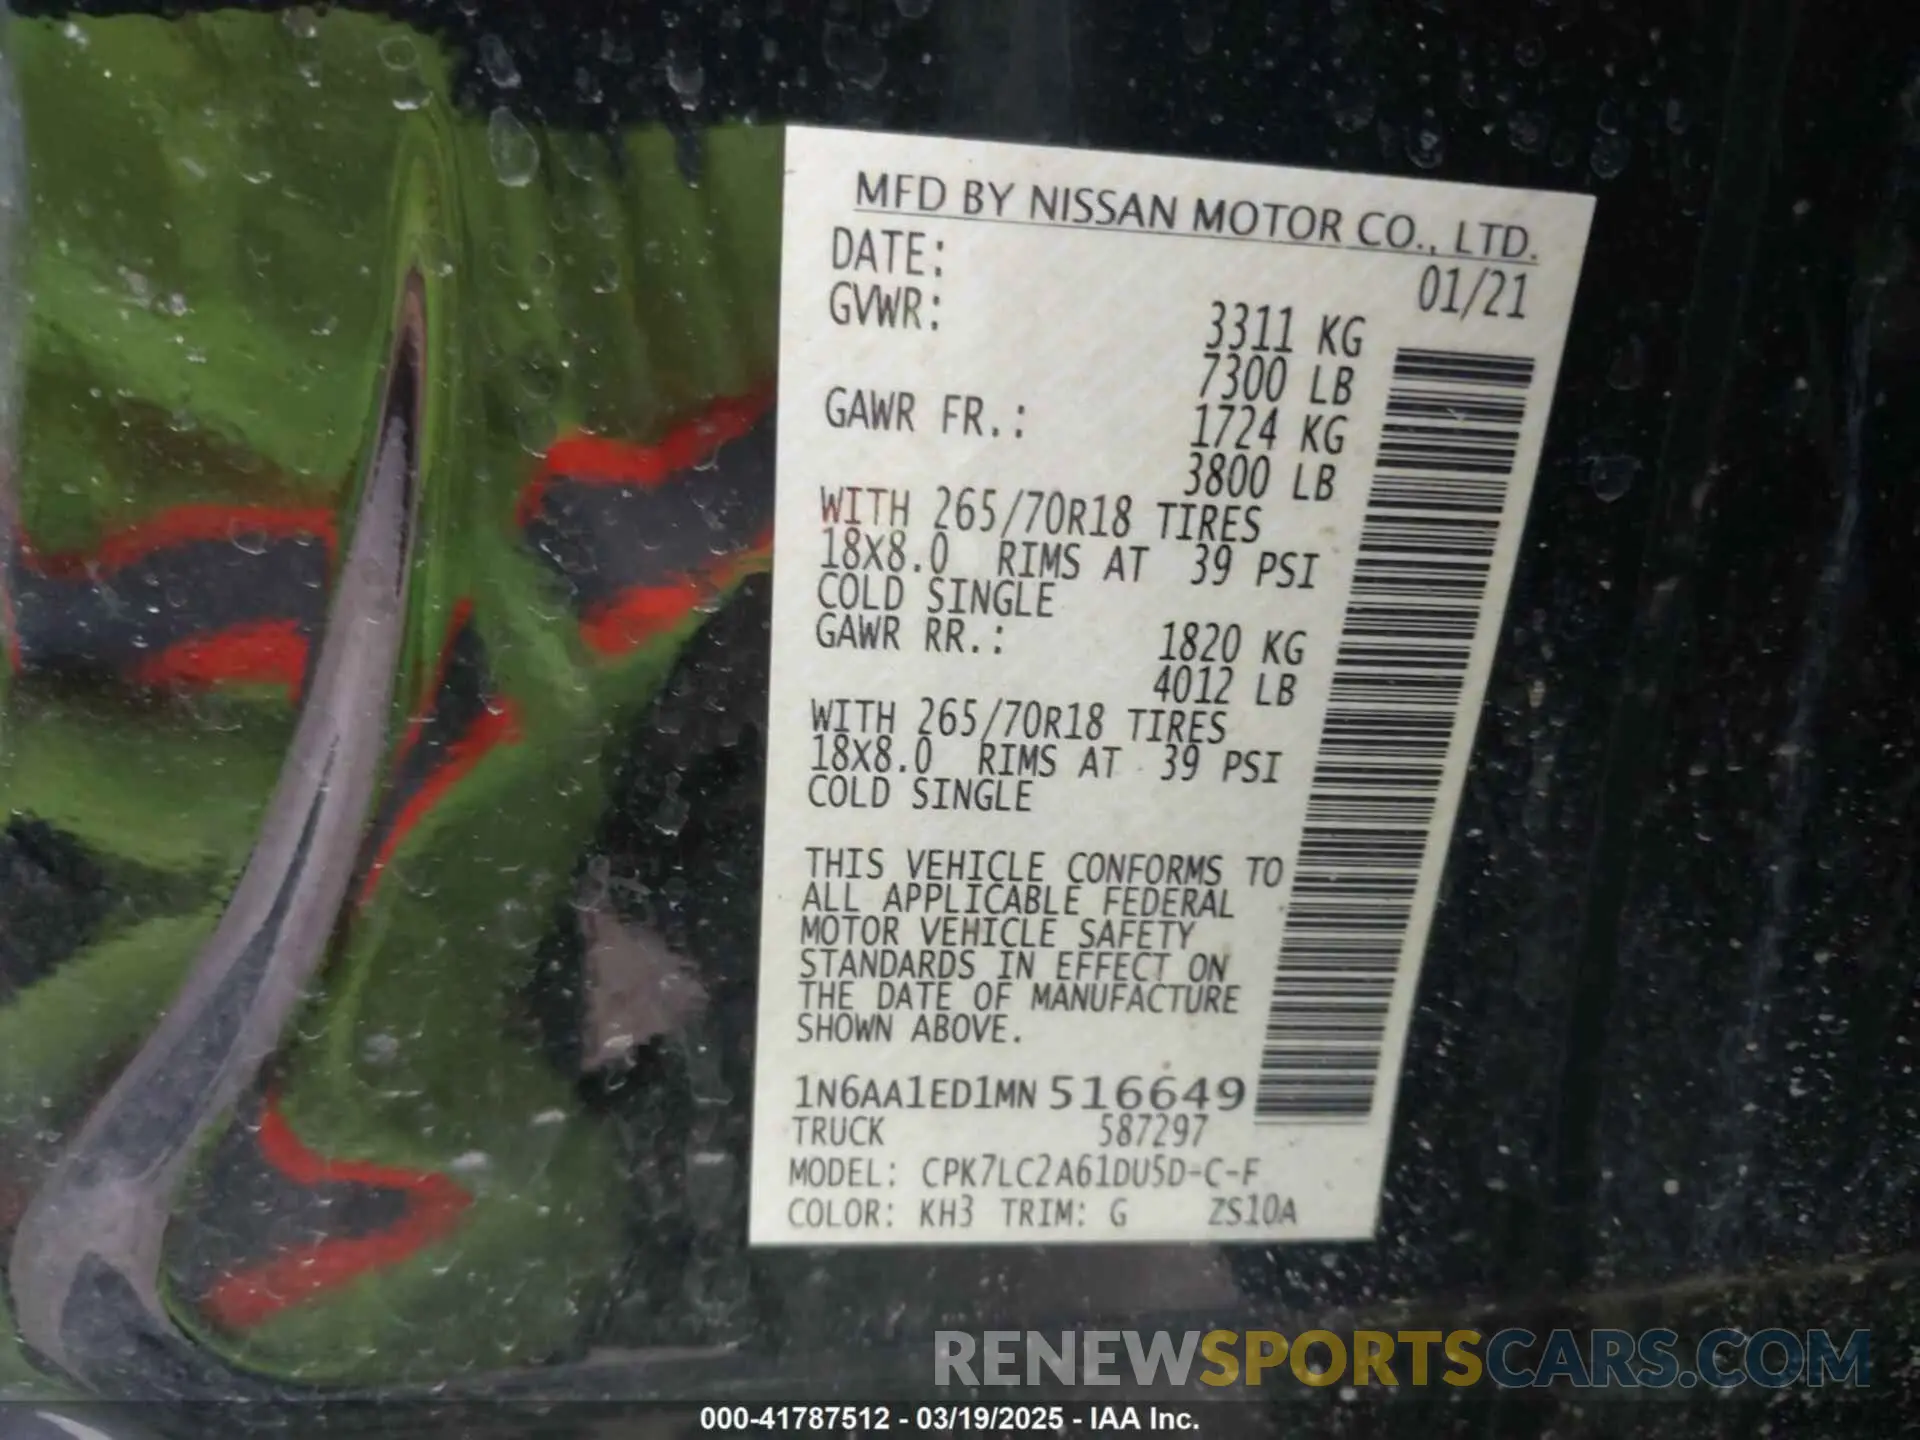 MFD BY NISSAN MOTOR CO., LTD.
DATE: 01/21
GVWR: 3311 KG
7300 LB
GAWR FR.: 1724 KG
3800 LB
WITH 265/70R18 TIRES
18X8.0 RIMS AT 39 PSI
COLD SINGLE
GAWR RR.: 1820 KG
4012 LB
WITH 265/70R18 TIRES
18X8.0 RIMS AT 39 PSI
COLD SINGLE
THIS VEHICLE CONFORMS TO
ALL APPLICABLE FEDERAL
MOTOR VEHICLE SAFETY
STANDARDS IN EFFECT ON
THE DATE OF MANUFACTURE
SHOWN ABOVE.
1N6AA1ED1MN516649
TRUCK 587297
MODEL: CPK7LC2A61DU5D-C-F
COLOR: KH3 TRIM: G ZS10A
RENEWSPORTSCARS.COM
000-41787512 - 03/19/2025 - IAA Inc.